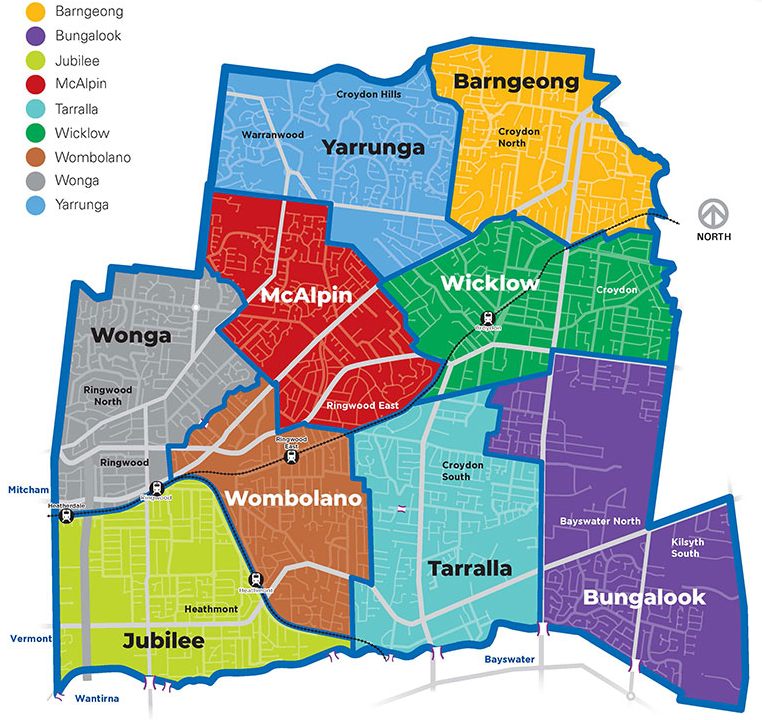 Barngeong
Bungalook
Jubilee
McAlpin
Tarralla
Wicklow
Wombolano
Wonga
Yarrunga
Barngeong
Croydon Hills
Croydon
North
Warranwood
Yarrunga
NORTH
Wicklow
Croydon
McAlpin
Croydon
Wonga
Ringwood
North
Ringwood East
Ringwood
East
Ringwood
Croydon
South
Mitcham
Ringwood
Wombolano
Heatherdale
Bayswater North
Kilsyth
South
Tarralla
Heathmont
Bungalook
Heathmont
Vermont
Jubilee
Bayswater
Wantirna